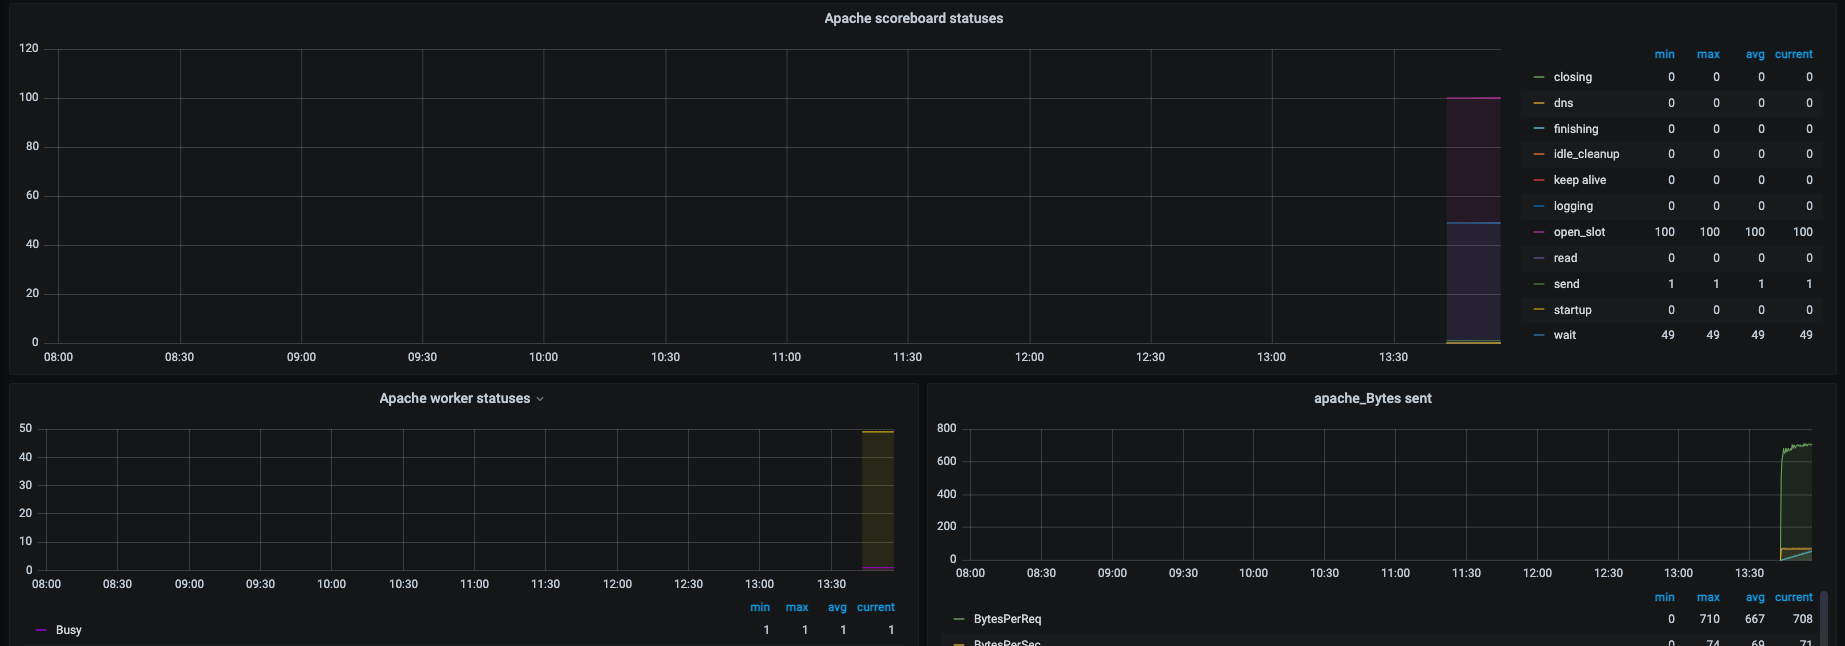 Apache scoreboard statuses
120
100
80
60
40
20
0
08:00 08:30 09:00 09:30 10:00 10:30 11:00 11:30 12:00 12:30 13:00 13:30
min max avg current
closing 0 0 0 0
dns 0 0 0 0
finishing 0 0 0 0
idle_cleanup 0 0 0 0
keep alive 0 0 0 0
logging 0 0 0 0
open_slot 100 100 100 100
read 0 0 0 0
send 1 1 1 1
startup 0 0 0 0
wait 49 49 49 49
Apache worker statuses
50
40
30
20
10
0
08:00 08:30 09:00 09:30 10:00 10:30 11:00 11:30 12:00 12:30 13:00 13:30
min max avg current
Busy 1 1 1 1
apache_Bytes sent
800
600
400
200
0
08:00 08:30 09:00 09:30 10:00 10:30 11:00 11:30 12:00 12:30 13:00 13:30
min max avg current
BytesPerReq 0 710 667 708
BytesPerSec 0 74 69 71